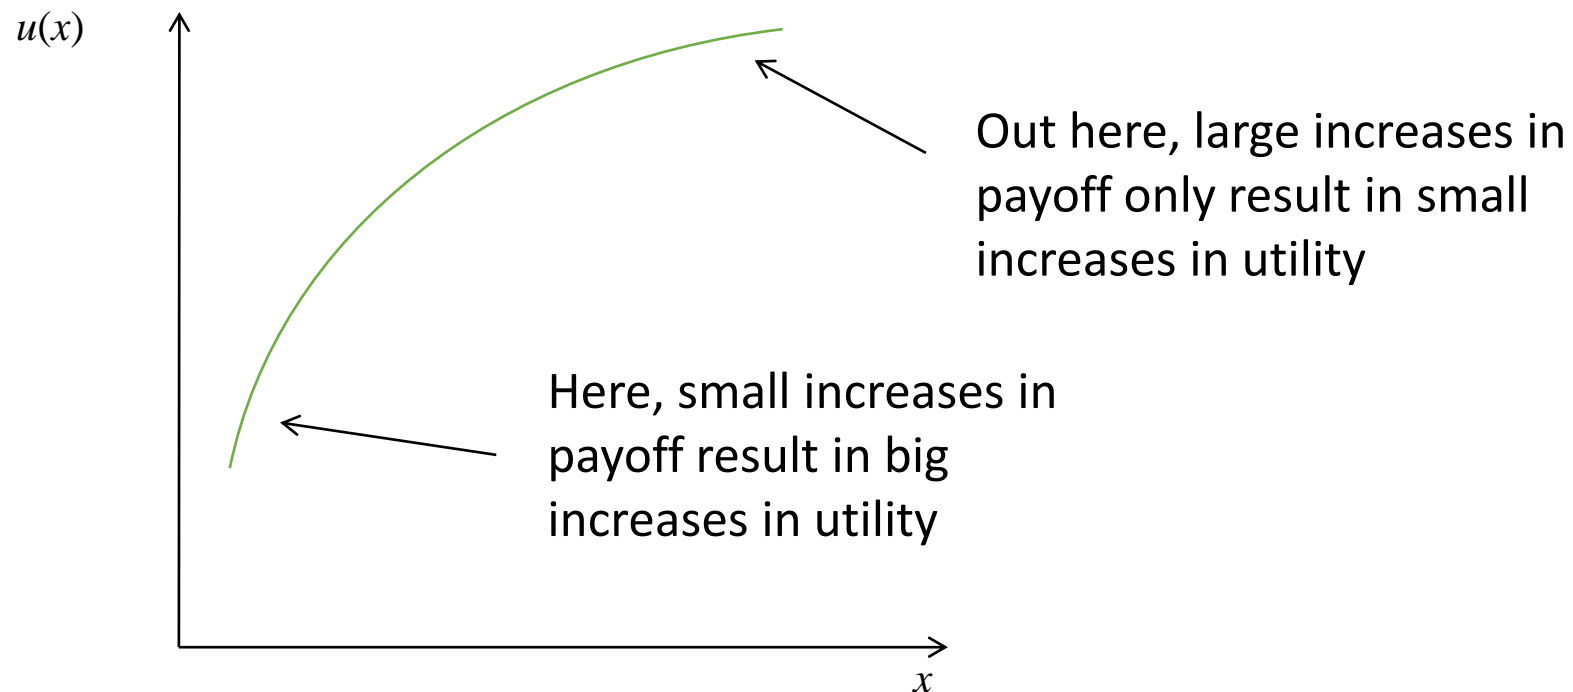 u(x)
Out here, large increases in
payoff only result in small
increases in utility
Here, small increases in
payoff result in big
increases in utility
x